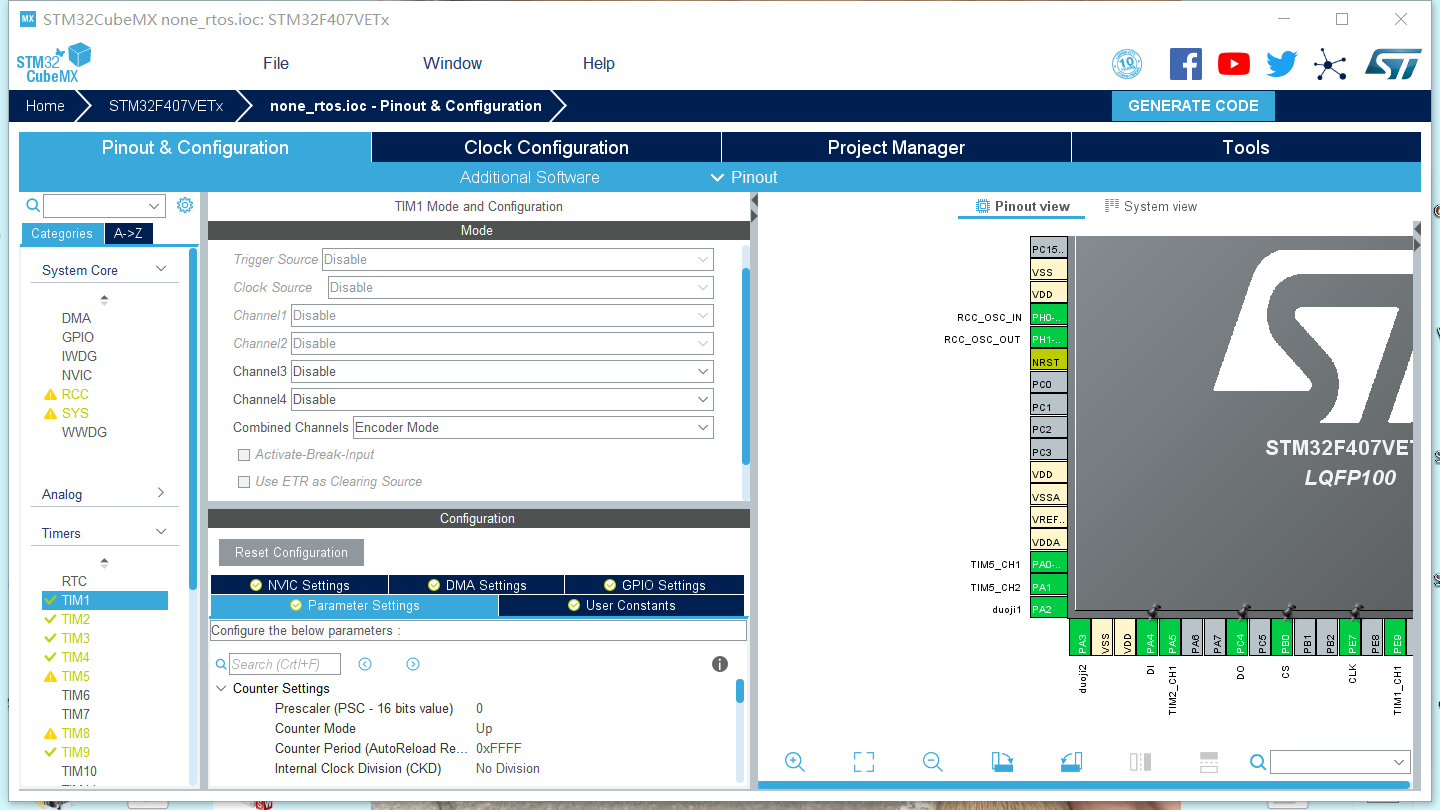 MX STM32CubeMX none_rtos.ioc: STM32F407VETx
STM32 CubeMX
File Window Help
10
ST
Home STM32F407VETx none_rtos.ioc - Pinout & Configuration GENERATE CODE
Pinout & Configuration Clock Configuration Project Manager Tools
Additional Software Pinout
Categories A->Z
System Core
DMA
GPIO
IWDG
NVIC
RCC
SYS
WWDG
Analog
Timers
RTC
TIM1
TIM2
TIM3
TIM4
TIM5
TIM6
TIM7
TIM8
TIM9
TIM10
TIM1 Mode and Configuration
Mode
Trigger Source Disable
Clock Source Disable
Channel1 Disable
Channel2 Disable
Channel3 Disable
Channel4 Disable
Combined Channels Encoder Mode
Activate-Break-Input
Use ETR as Clearing Source
Configuration
Reset Configuration
NVIC Settings DMA Settings GPIO Settings
Parameter Settings User Constants
Configure the below parameters :
Search (Crtl+F)
Counter Settings
Prescaler (PSC - 16 bits value) 0
Counter Mode Up
Counter Period (AutoReload Re... 0xFFFF
Internal Clock Division (CKD) No Division
Pinout view System view
PC15..
VSS
VDD
RCC_OSC_IN PH0-..
RCC_OSC_OUT PH1-..
NRST
PC0
PC1
PC2
PC3
VDD
VSSA
VREF..
VDDA
TIM5_CH1 PA0-..
TIM5_CH2 PA1
duoji1 PA2
STM32F407VET
LQFP100
PA3 VSS VDD PA4 PA5 PA6 PA7 PC4 PC5 PB0 PB1 PB2 PE7 PE8 PE9
duoji2 DI TIM2_CH1 DO CS CLK TIM1_CH1